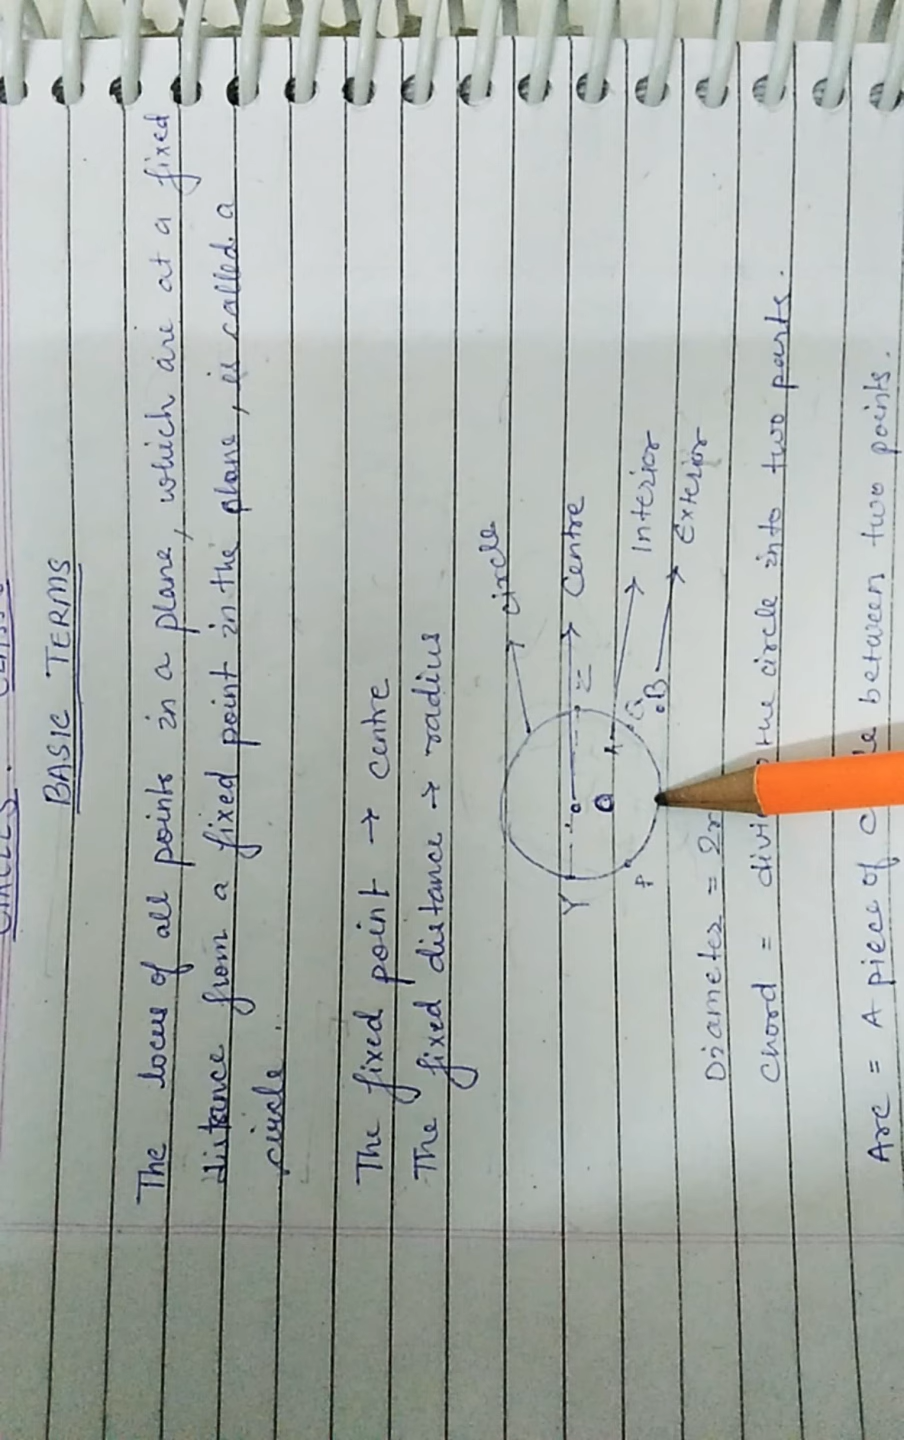 BASIC TERMS
The locus of all points in a plane, which are at a fixed
distance from a fixed point in the plane, is called a
circle.
The fixed point → centre
The fixed distance → radius
circle
Y
Z → Centre
O
A → Interior
Q
P
B → Exterior
Diameter = 2r
Chord = the circle into two parts.
Arc = A piece of between two points.